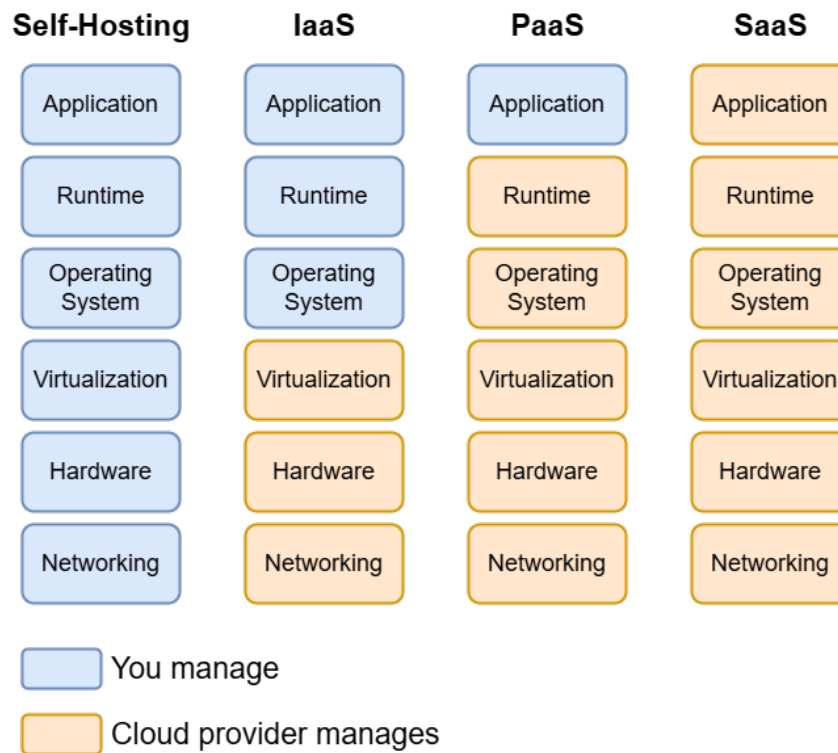 Self-Hosting IaaS PaaS SaaS
Application Application Application Application
Runtime Runtime Runtime Runtime
Operating System Operating System Operating System Operating System
Virtualization Virtualization Virtualization Virtualization
Hardware Hardware Hardware Hardware
Networking Networking Networking Networking
You manage
Cloud provider manages